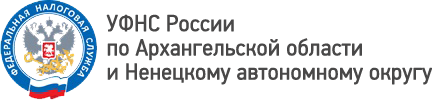 ФЕДЕРАЛЬНАЯ НАЛОГОВАЯ СЛУЖБА
УФНС России
по Архангельской области
и Ненецкому автономному округу